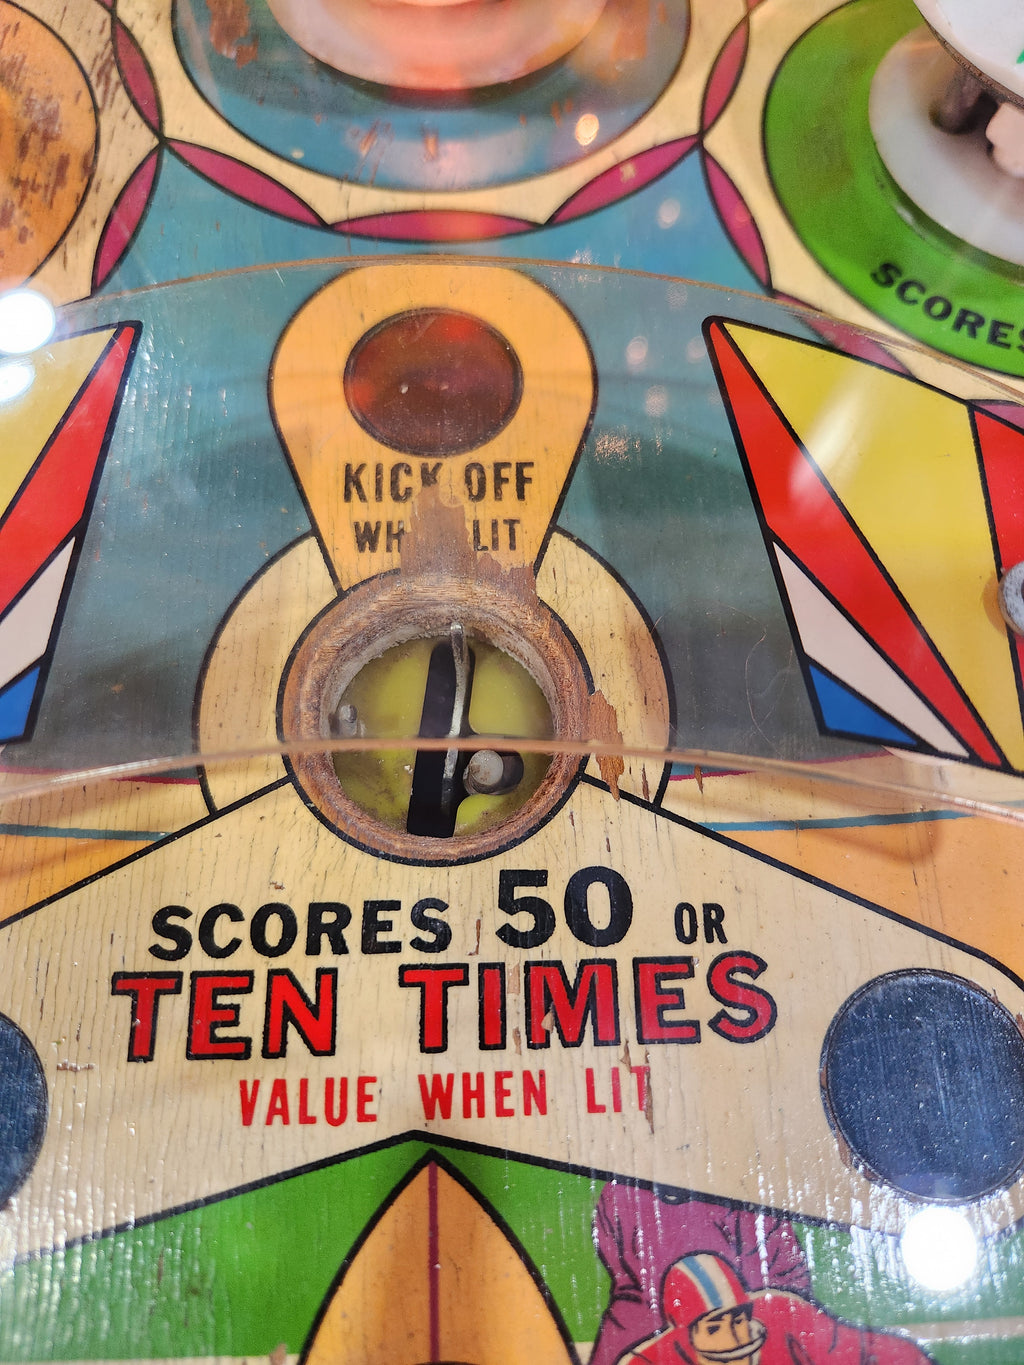 SCORES
KICK OFF
WH LIT
SCORES 50 OR
TEN TIMES
VALUE WHEN LIT